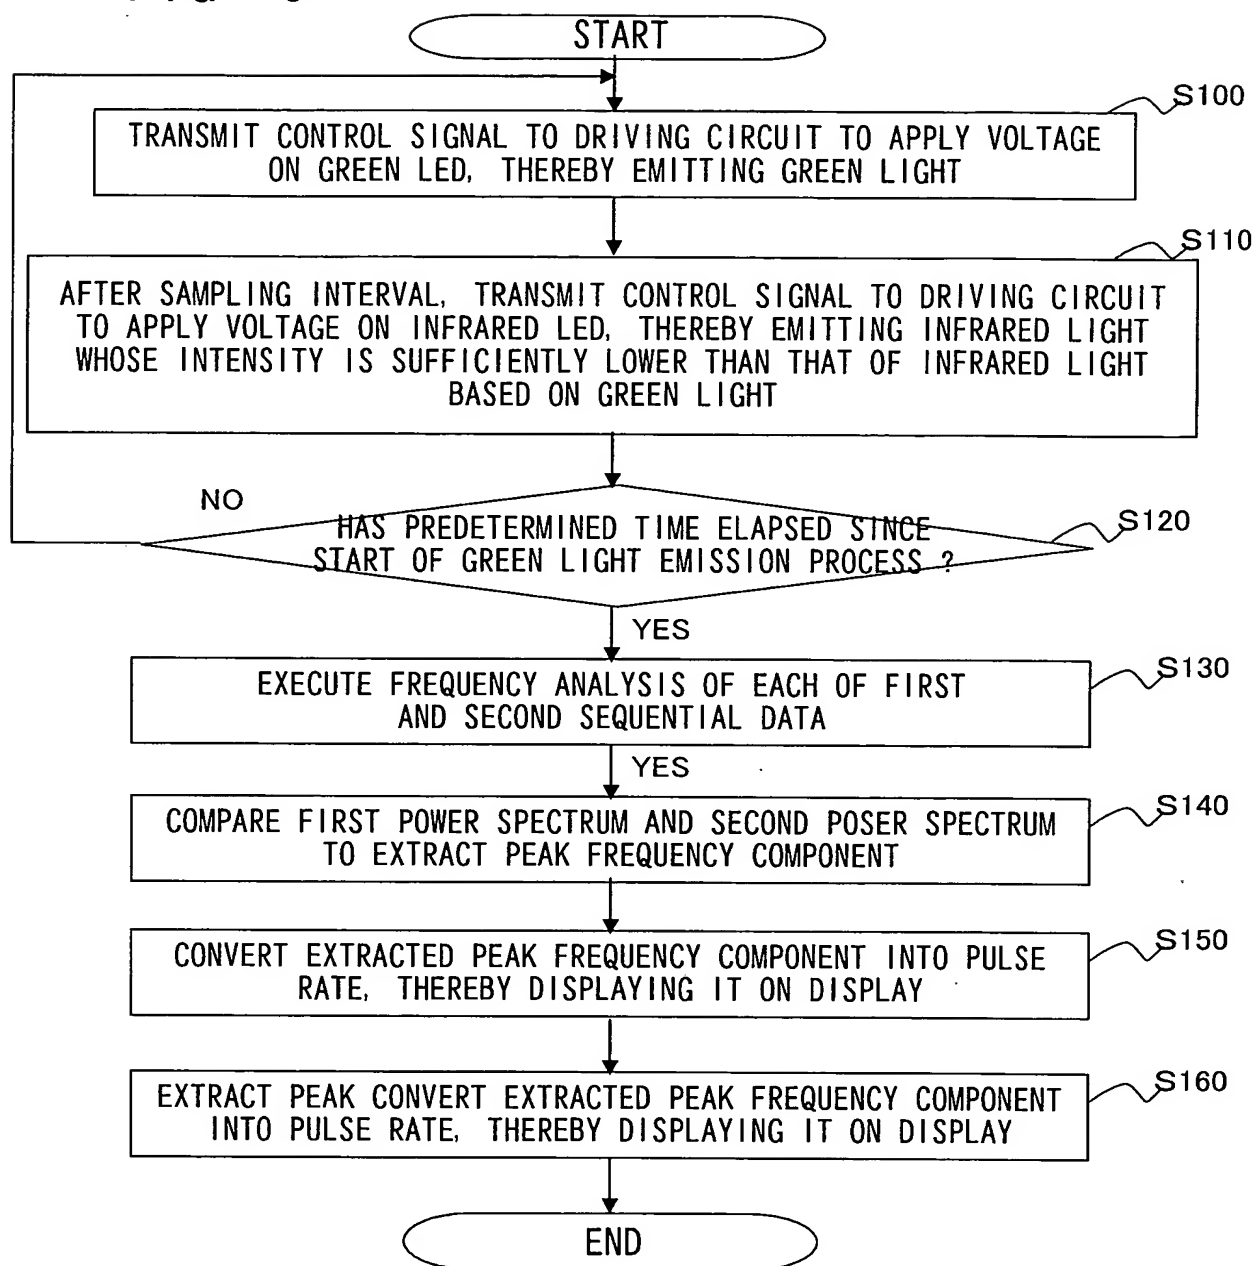 START
S100
TRANSMIT CONTROL SIGNAL TO DRIVING CIRCUIT TO APPLY VOLTAGE
ON GREEN LED, THEREBY EMITTING GREEN LIGHT
S110
AFTER SAMPLING INTERVAL, TRANSMIT CONTROL SIGNAL TO DRIVING CIRCUIT
TO APPLY VOLTAGE ON INFRARED LED, THEREBY EMITTING INFRARED LIGHT
WHOSE INTENSITY IS SUFFICIENTLY LOWER THAN THAT OF INFRARED LIGHT
BASED ON GREEN LIGHT
NO
S120
HAS PREDETERMINED TIME ELAPSED SINCE
START OF GREEN LIGHT EMISSION PROCESS ?
YES
S130
EXECUTE FREQUENCY ANALYSIS OF EACH OF FIRST
AND SECOND SEQUENTIAL DATA
YES
S140
COMPARE FIRST POWER SPECTRUM AND SECOND POSER SPECTRUM
TO EXTRACT PEAK FREQUENCY COMPONENT
S150
CONVERT EXTRACTED PEAK FREQUENCY COMPONENT INTO PULSE
RATE, THEREBY DISPLAYING IT ON DISPLAY
S160
EXTRACT PEAK CONVERT EXTRACTED PEAK FREQUENCY COMPONENT
INTO PULSE RATE, THEREBY DISPLAYING IT ON DISPLAY
END